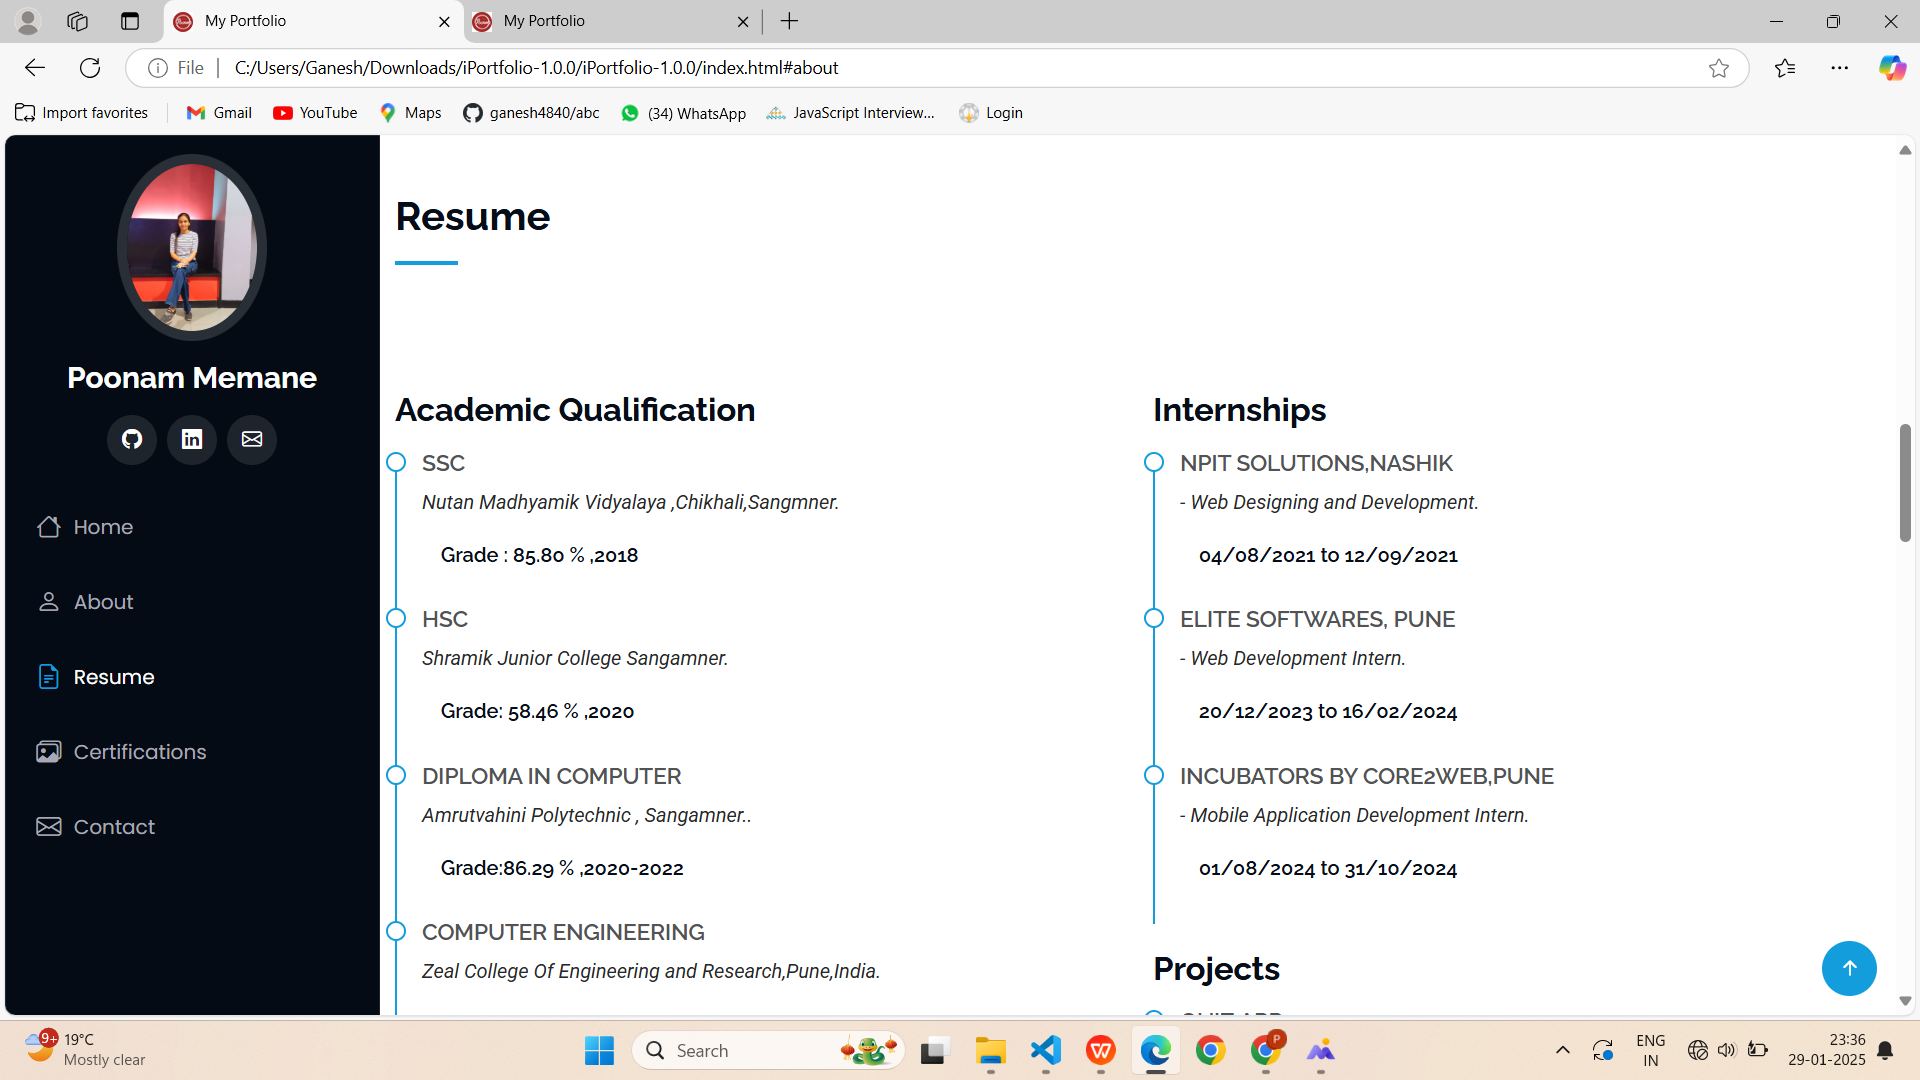 My Portfolio
My Portfolio
File
C:/Users/Ganesh/Downloads/iPortfolio-1.0.0/iPortfolio-1.0.0/index.html#about
Import favorites
Gmail
YouTube
Maps
ganesh4840/abc
(34) WhatsApp
JavaScript Interview...
Login
Poonam Memane
Home
About
Resume
Certifications
Contact
Resume
Academic Qualification
SSC
Nutan Madhyamik Vidyalaya ,Chikhali,Sangmner.
Grade : 85.80 % ,2018
HSC
Shramik Junior College Sangamner.
Grade: 58.46 % ,2020
DIPLOMA IN COMPUTER
Amrutvahini Polytechnic , Sangamner..
Grade:86.29 % ,2020-2022
COMPUTER ENGINEERING
Zeal College Of Engineering and Research,Pune,India.
Internships
NPIT SOLUTIONS,NASHIK
- Web Designing and Development.
04/08/2021 to 12/09/2021
ELITE SOFTWARES, PUNE
- Web Development Intern.
20/12/2023 to 16/02/2024
INCUBATORS BY CORE2WEB,PUNE
- Mobile Application Development Intern.
01/08/2024 to 31/10/2024
Projects
9+
19°C
Mostly clear
Search
P
ENG
IN
23:36
29-01-2025